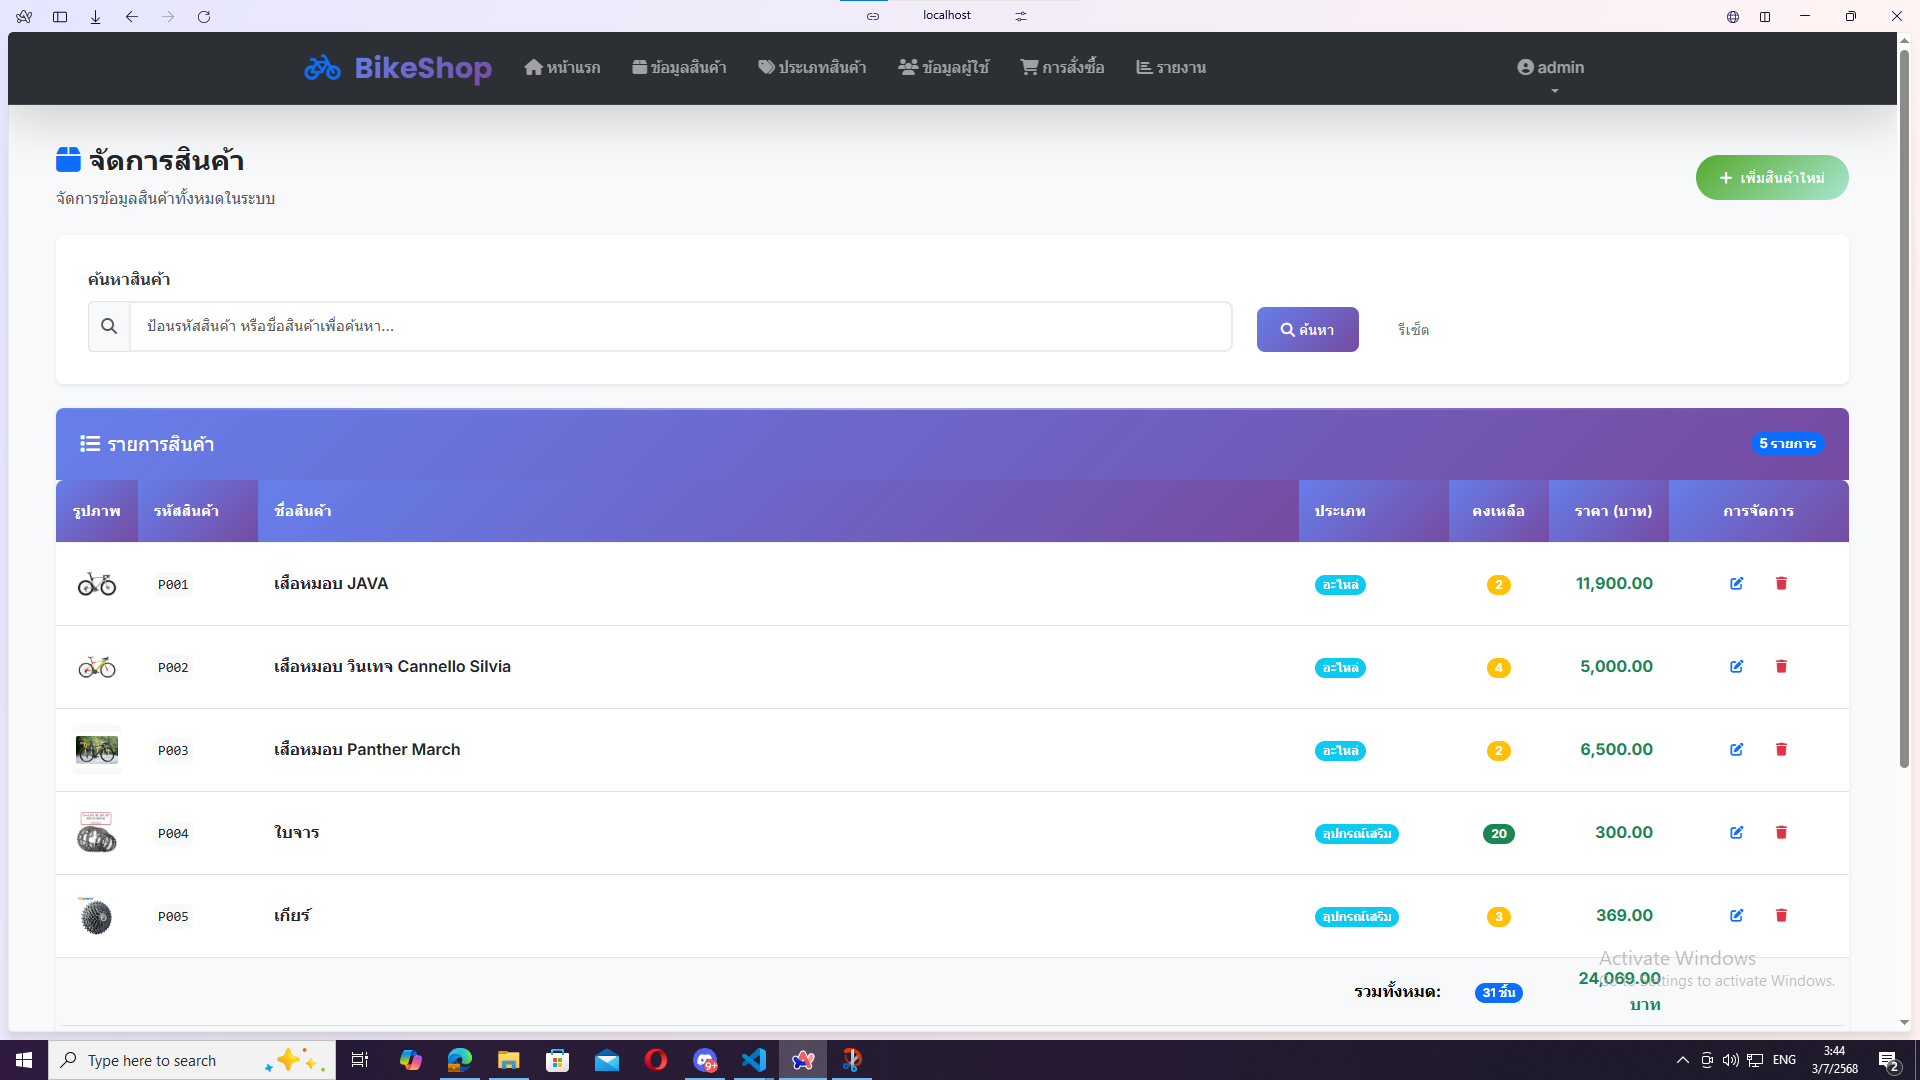 localhost
BikeShop
หน้าแรก
ข้อมูลสินค้า
ประเภทสินค้า
ข้อมูลผู้ใช้
การสั่งซื้อ
รายงาน
admin
จัดการสินค้า
จัดการข้อมูลสินค้าทั้งหมดในระบบ
เพิ่มสินค้าใหม่
ค้นหาสินค้า
ป้อนรหัสสินค้า หรือชื่อสินค้าเพื่อค้นหา...
ค้นหา
รีเซ็ต
รายการสินค้า
5 รายการ
รูปภาพ รหัสสินค้า ชื่อสินค้า ประเภท คงเหลือ ราคา (บาท) การจัดการ
P001 เสือหมอบ JAVA อะไหล่ 2 11,900.00
P002 เสือหมอบ วินเทจ Cannello Silvia อะไหล่ 4 5,000.00
P003 เสือหมอบ Panther March อะไหล่ 2 6,500.00
P004 ใบจาร อุปกรณ์เสริม 20 300.00
P005 เกียร์ อุปกรณ์เสริม 3 369.00
รวมทั้งหมด: 31 ชิ้น 24,069.00
บาท
Activate Windows
Go to Settings to activate Windows.
Type here to search
9+
ENG
3:44
3/7/2568
2